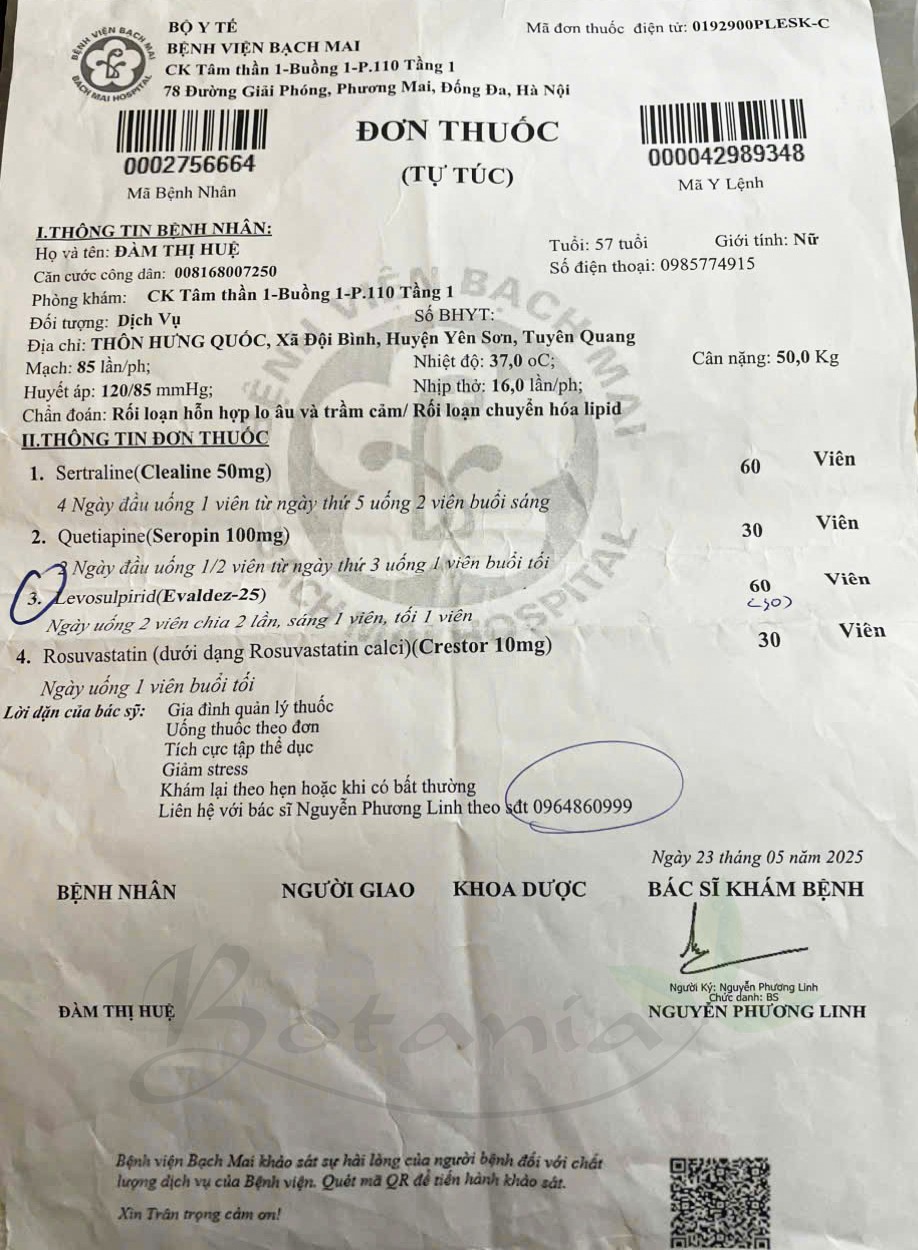 BỘ Y TẾ
BỆNH VIỆN BẠCH MAI
CK Tâm thần 1-Buồng 1-P.110 Tầng 1
78 Đường Giải Phóng, Phương Mai, Đống Đa, Hà Nội
Mã đơn thuốc điện tử: 0192900PLESK-C
BỆNH VIỆN BẠCH MAI
BACH MAI HOSPITAL
0002756664
Mã Bệnh Nhân
ĐƠN THUỐC
(TỰ TÚC)
000042989348
Mã Y Lệnh
I.THÔNG TIN BỆNH NHÂN:
Họ và tên: ĐÀM THỊ HUỆ Tuổi: 57 tuổi Giới tính: Nữ
Căn cước công dân: 008168007250 Số điện thoại: 0985774915
Phòng khám: CK Tâm thần 1-Buồng 1-P.110 Tầng 1
Đối tượng: Dịch Vụ Số BHYT:
Địa chỉ: THÔN HƯNG QUỐC, Xã Đội Bình, Huyện Yên Sơn, Tuyên Quang
Mạch: 85 lần/ph; Nhiệt độ: 37,0 oC; Cân nặng: 50,0 Kg
Huyết áp: 120/85 mmHg; Nhịp thở: 16,0 lần/ph;
Chẩn đoán: Rối loạn hỗn hợp lo âu và trầm cảm/ Rối loạn chuyển hóa lipid
II.THÔNG TIN ĐƠN THUỐC
1. Sertraline(Clealine 50mg) 60 Viên
4 Ngày đầu uống 1 viên từ ngày thứ 5 uống 2 viên buổi sáng
2. Quetiapine(Seropin 100mg) 30 Viên
Ngày đầu uống 1/2 viên từ ngày thứ 3 uống 1 viên buổi tối
3. Levosulpirid(Evaldez-25) 60 Viên
(50)
Ngày uống 2 viên chia 2 lần, sáng 1 viên, tối 1 viên
4. Rosuvastatin (dưới dạng Rosuvastatin calci)(Crestor 10mg) 30 Viên
Ngày uống 1 viên buổi tối
Lời dặn của bác sỹ: Gia đình quản lý thuốc
Uống thuốc theo đơn
Tích cực tập thể dục
Giảm stress
Khám lại theo hẹn hoặc khi có bất thường
Liên hệ với bác sĩ Nguyễn Phương Linh theo sđt 0964860999
Ngày 23 tháng 05 năm 2025
BỆNH NHÂN NGƯỜI GIAO KHOA DƯỢC BÁC SĨ KHÁM BỆNH
Người Ký: Nguyễn Phương Linh
Chức danh: BS
ĐÀM THỊ HUỆ NGUYỄN PHƯƠNG LINH
Botania
Bệnh viện Bạch Mai khảo sát sự hài lòng của người bệnh đối với chất
lượng dịch vụ của Bệnh viện. Quét mã QR để tiến hành khảo sát.
Xin Trân trọng cảm ơn!